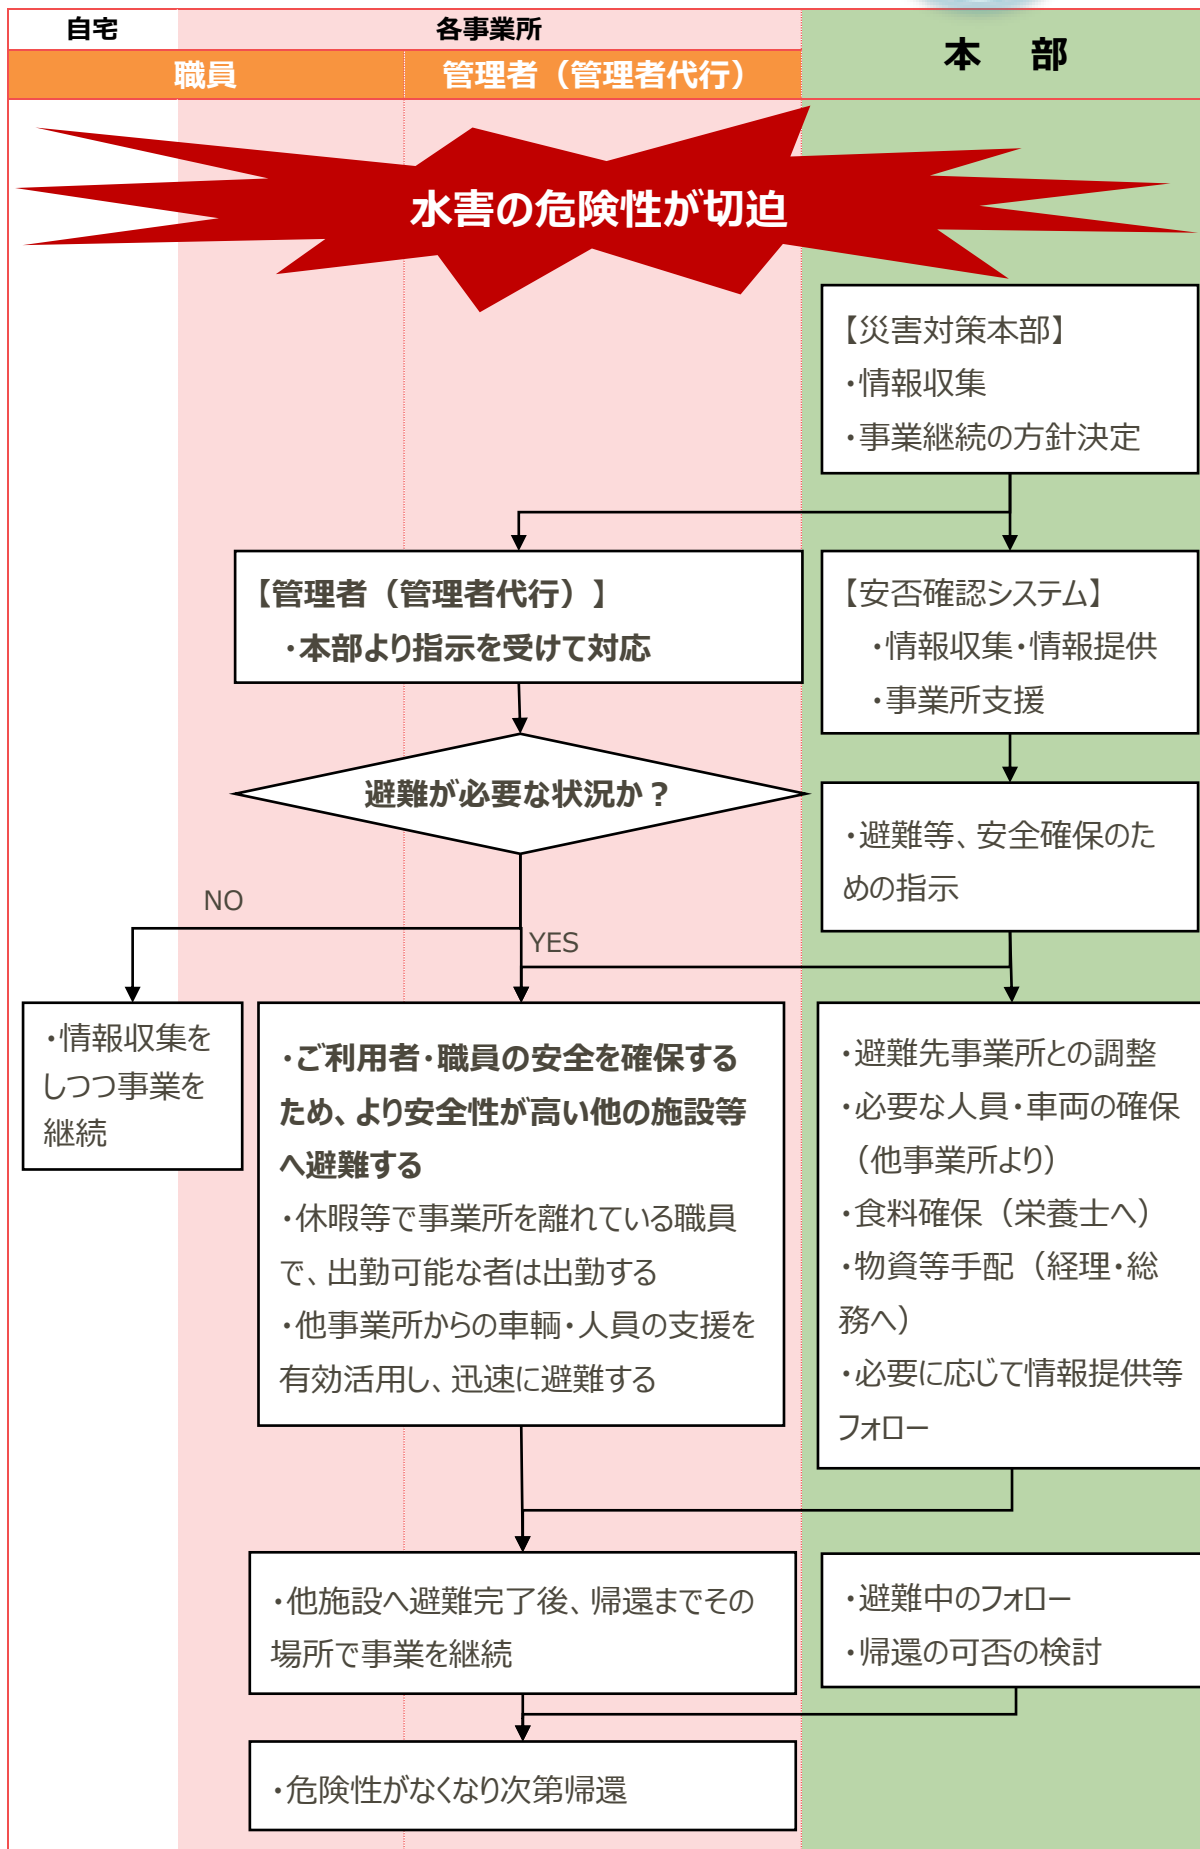 自宅
各事業所
本　部
職員
管理者（管理者代行）
水害の危険性が切迫
【災害対策本部】
・情報収集
・事業継続の方針決定
【管理者（管理者代行）】
・本部より指示を受けて対応
【安否確認システム】
・情報収集・情報提供
・事業所支援
避難が必要な状況か？
・避難等、安全確保のた
めの指示
NO
YES
・情報収集を
しつつ事業を
継続
・ご利用者・職員の安全を確保する
ため、より安全性が高い他の施設等
へ避難する
・休暇等で事業所を離れている職員
で、出勤可能な者は出勤する
・他事業所からの車輌・人員の支援を
有効活用し、迅速に避難する
・避難先事業所との調整
・必要な人員・車両の確保
（他事業所より）
・食料確保（栄養士へ）
・物資等手配（経理・総
務へ）
・必要に応じて情報提供等
フォロー
・他施設へ避難完了後、帰還までその
場所で事業を継続
・避難中のフォロー
・帰還の可否の検討
・危険性がなくなり次第帰還